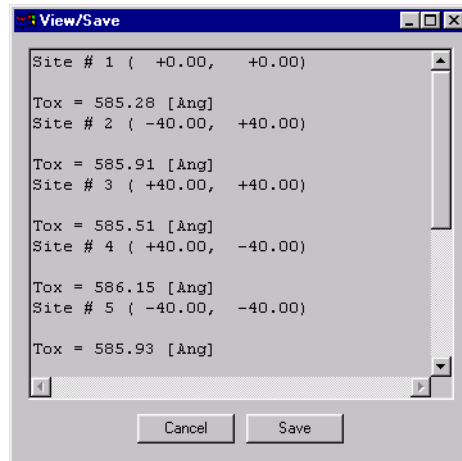 View/Save
Site # 1 (  +0.00,   +0.00)
Tox = 585.28 [Ang]
Site # 2 ( -40.00,  +40.00)
Tox = 585.91 [Ang]
Site # 3 ( +40.00,  +40.00)
Tox = 585.51 [Ang]
Site # 4 ( +40.00,  -40.00)
Tox = 586.15 [Ang]
Site # 5 ( -40.00,  -40.00)
Tox = 585.93 [Ang]
Cancel Save